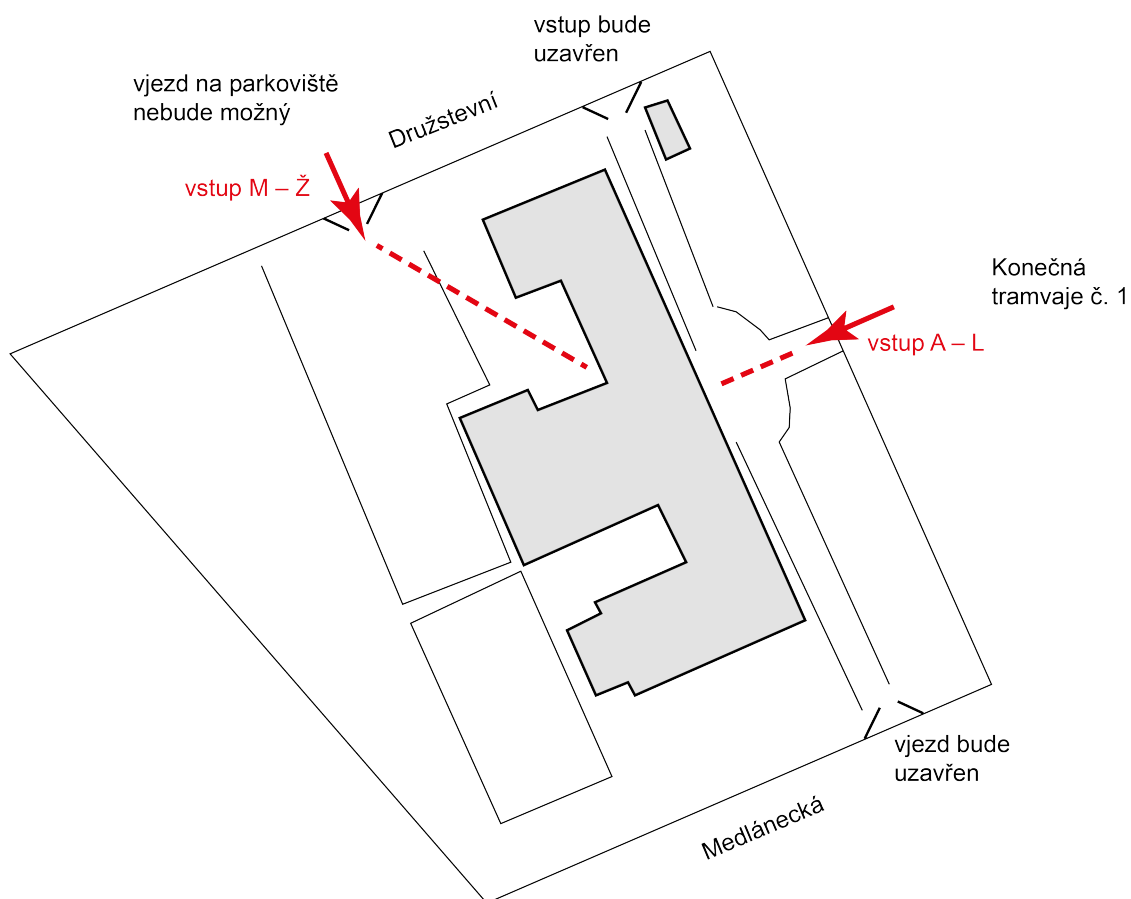 vstup bude
uzavřen
vjezd na parkoviště
nebude možný
Družstevní
vstup M – Ž
Konečná
tramvaje č. 1
vstup A – L
vjezd bude
uzavřen
Medlánecká